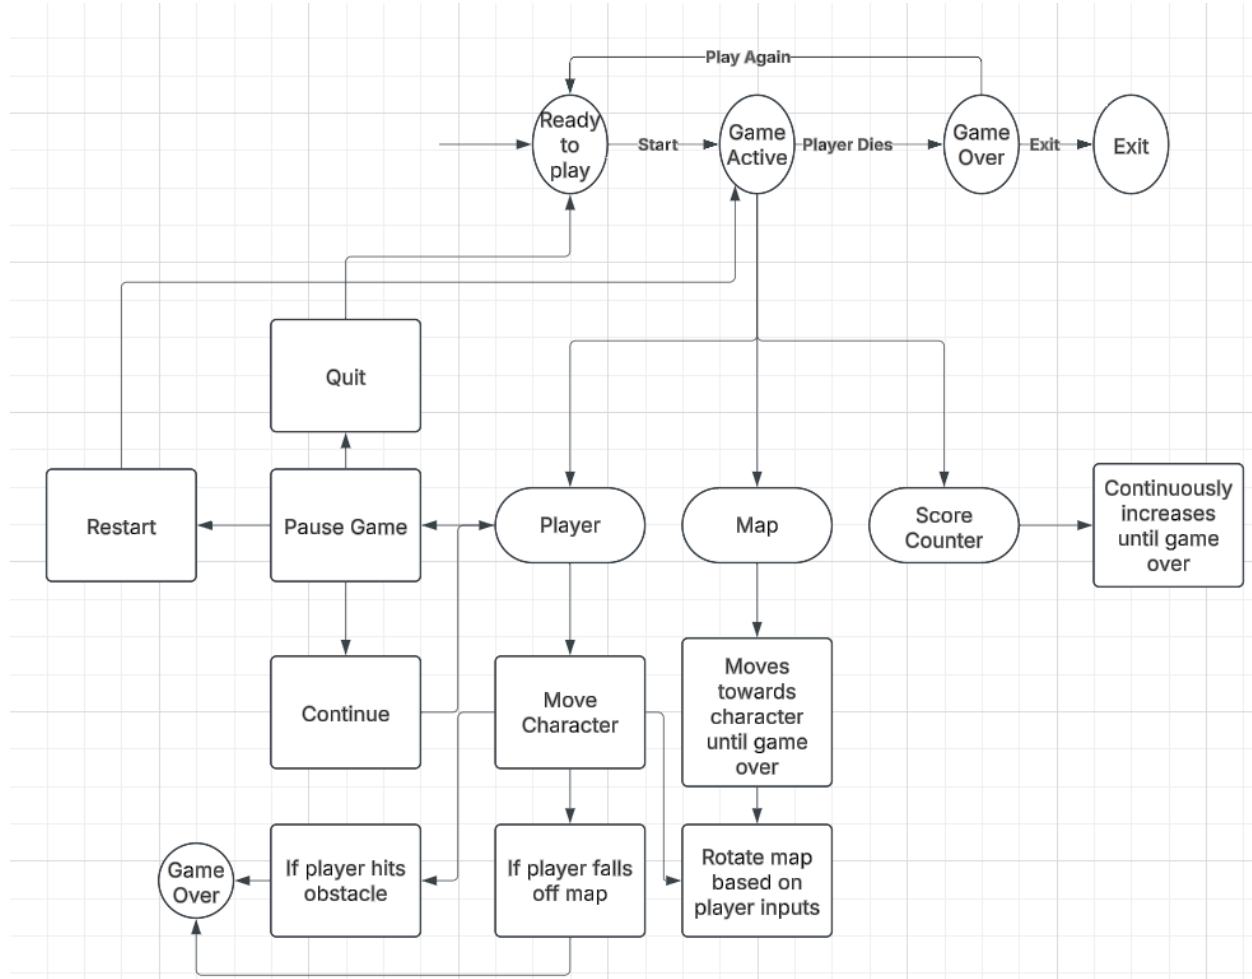 Play Again
Ready
to
play
Start
Game
Active
Player Dies
Game
Over
Exit
Exit
Quit
Restart
Pause Game
Player
Map
Score
Counter
Continuously
increases
until game
over
Continue
Move
Character
Moves
towards
character
until game
over
Game
Over
If player hits
obstacle
If player falls
off map
Rotate map
based on
player inputs